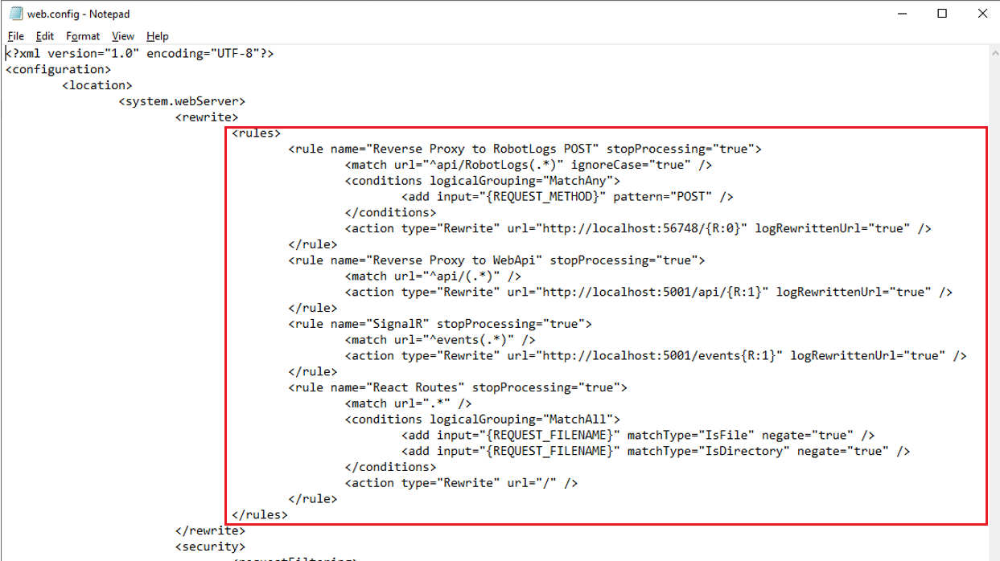 web.config - Notepad
File Edit Format View Help
<?xml version="1.0" encoding="UTF-8"?>
<configuration>
<location>
<system.webServer>
<rewrite>
<rules>
<rule name="Reverse Proxy to RobotLogs POST" stopProcessing="true">
<match url="^api/RobotLogs(.*)" ignoreCase="true" />
<conditions logicalGrouping="MatchAny">
<add input="{REQUEST_METHOD}" pattern="POST" />
</conditions>
<action type="Rewrite" url="http://localhost:56748/{R:0}" logRewrittenUrl="true" />
</rule>
<rule name="Reverse Proxy to WebApi" stopProcessing="true">
<match url="^api/(.*)" />
<action type="Rewrite" url="http://localhost:5001/api/{R:1}" logRewrittenUrl="true" />
</rule>
<rule name="SignalR" stopProcessing="true">
<match url="^events(.*)" />
<action type="Rewrite" url="http://localhost:5001/events{R:1}" logRewrittenUrl="true" />
</rule>
<rule name="React Routes" stopProcessing="true">
<match url=".*" />
<conditions logicalGrouping="MatchAll">
<add input="{REQUEST_FILENAME}" matchType="IsFile" negate="true" />
<add input="{REQUEST_FILENAME}" matchType="IsDirectory" negate="true" />
</conditions>
<action type="Rewrite" url="/" />
</rule>
</rules>
</rewrite>
<security>
<requestFiltering>